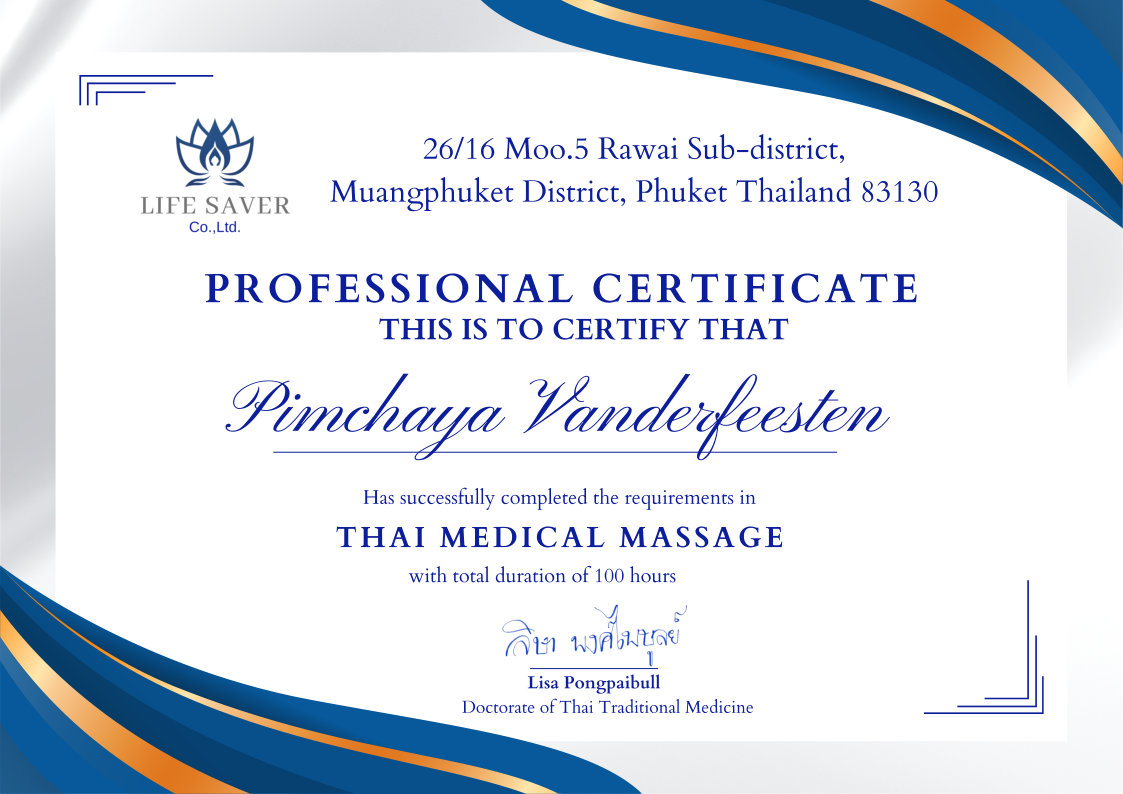 LIFE SAVER
Co.,Ltd.
26/16 Moo.5 Rawai Sub-district,
Muangphuket District, Phuket Thailand 83130
PROFESSIONAL CERTIFICATE
THIS IS TO CERTIFY THAT
Pimchaya Vanderfeesten
Has successfully completed the requirements in
THAI MEDICAL MASSAGE
with total duration of 100 hours
ลิษา พงศ์ไพบูลย์
Lisa Pongpaibull
Doctorate of Thai Traditional Medicine